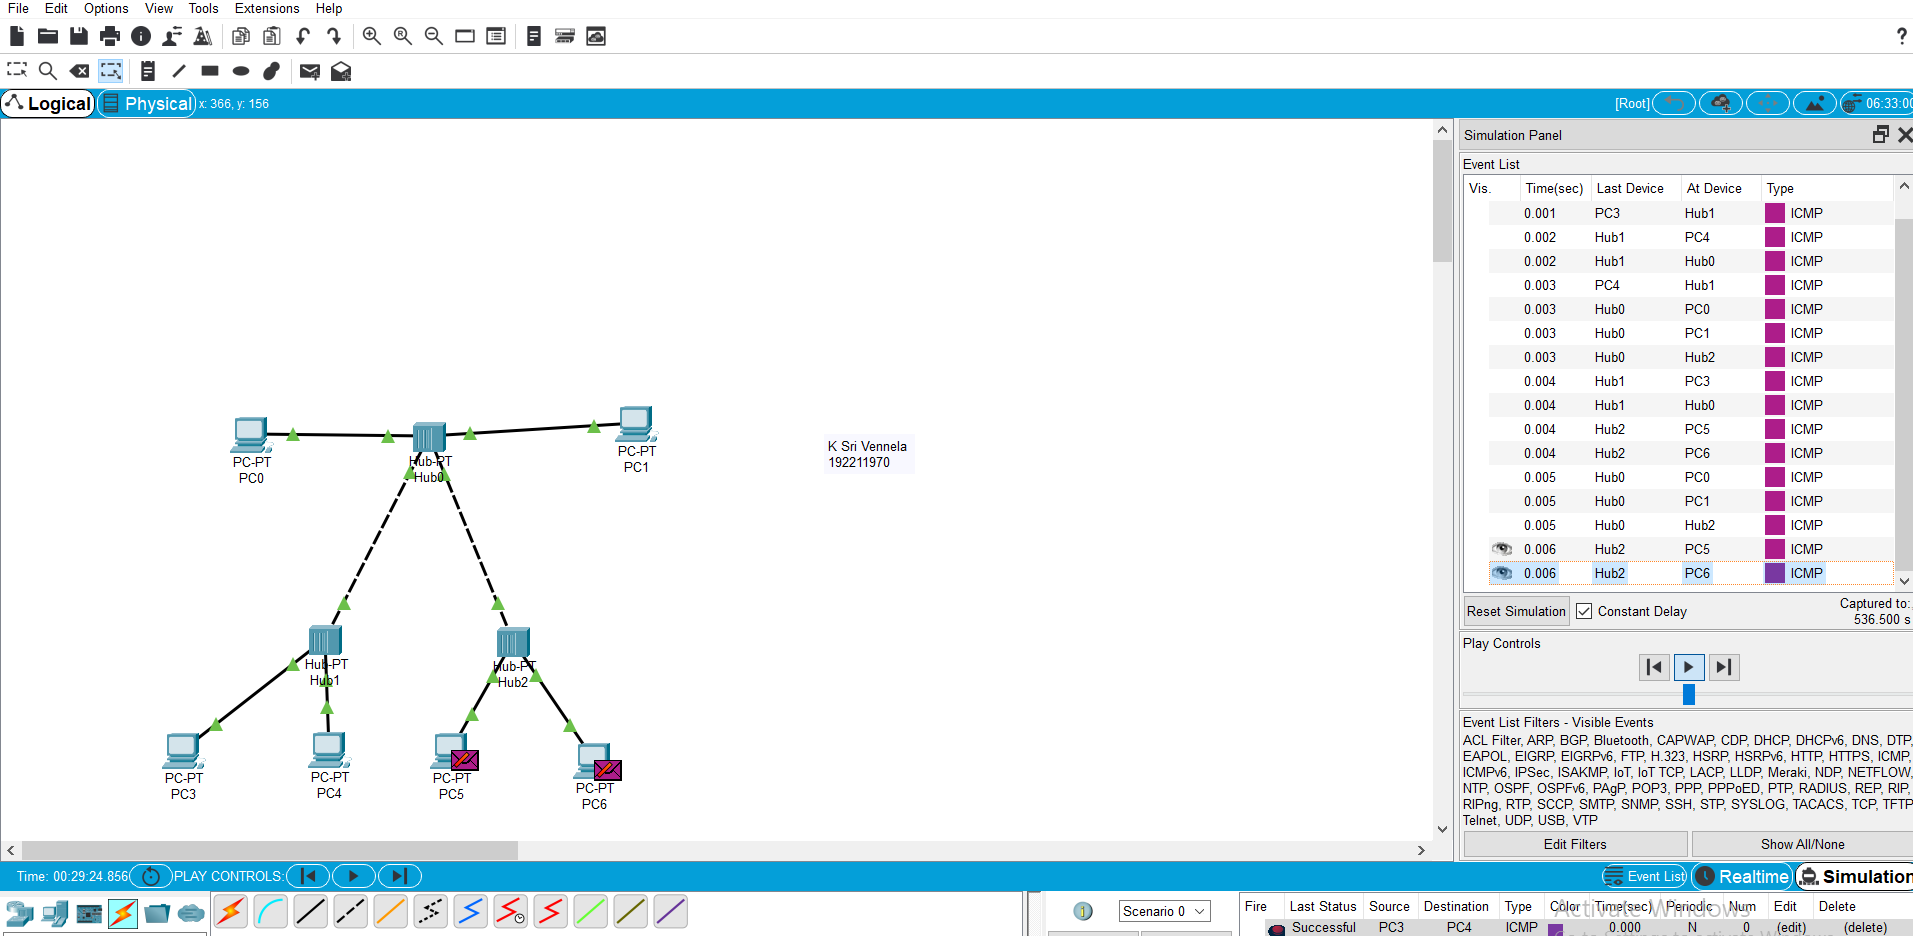 File Edit Options View Tools Extensions Help
?
Logical Physical x: 366, y: 156 [Root] 06:33:00
Simulation Panel
Event List
Vis. Time(sec) Last Device At Device Type
0.001 PC3 Hub1 ICMP
0.002 Hub1 PC4 ICMP
0.002 Hub1 Hub0 ICMP
0.003 PC4 Hub1 ICMP
0.003 Hub0 PC0 ICMP
0.003 Hub0 PC1 ICMP
0.003 Hub0 Hub2 ICMP
0.004 Hub1 PC3 ICMP
0.004 Hub1 Hub0 ICMP
0.004 Hub2 PC5 ICMP
0.004 Hub2 PC6 ICMP
0.005 Hub0 PC0 ICMP
0.005 Hub0 PC1 ICMP
0.005 Hub0 Hub2 ICMP
0.006 Hub2 PC5 ICMP
0.006 Hub2 PC6 ICMP
Reset Simulation Constant Delay Captured to:
536.500 s
Play Controls
Event List Filters - Visible Events
ACL Filter, ARP, BGP, Bluetooth, CAPWAP, CDP, DHCP, DHCPv6, DNS, DTP,
EAPOL, EIGRP, EIGRPv6, FTP, H.323, HSRP, HSRPv6, HTTP, HTTPS, ICMP,
ICMPv6, IPSec, ISAKMP, IoT, IoT TCP, LACP, LLDP, Meraki, NDP, NETFLOW,
NTP, OSPF, OSPFv6, PAgP, POP3, PPP, PPPoED, PTP, RADIUS, REP, RIP,
RIPng, RTP, SCCP, SMTP, SNMP, SSH, STP, SYSLOG, TACACS, TCP, TFTP
Telnet, UDP, USB, VTP
Edit Filters Show All/None
PC-PT
PC0
Hub-PT
Hub0
PC-PT
PC1
K Sri Vennela
192211970
Hub-PT
Hub1
Hub-PT
Hub2
PC-PT
PC3
PC-PT
PC4
PC-PT
PC5
PC-PT
PC6
Time: 00:29:24.856 PLAY CONTROLS: Event List Realtime Simulation
Scenario 0
Fire Last Status Source Destination Type Color Time(sec) Periodic Num Edit Delete
Successful PC3 PC4 ICMP 0.000 N 0 (edit) (delete)
Activate Windows